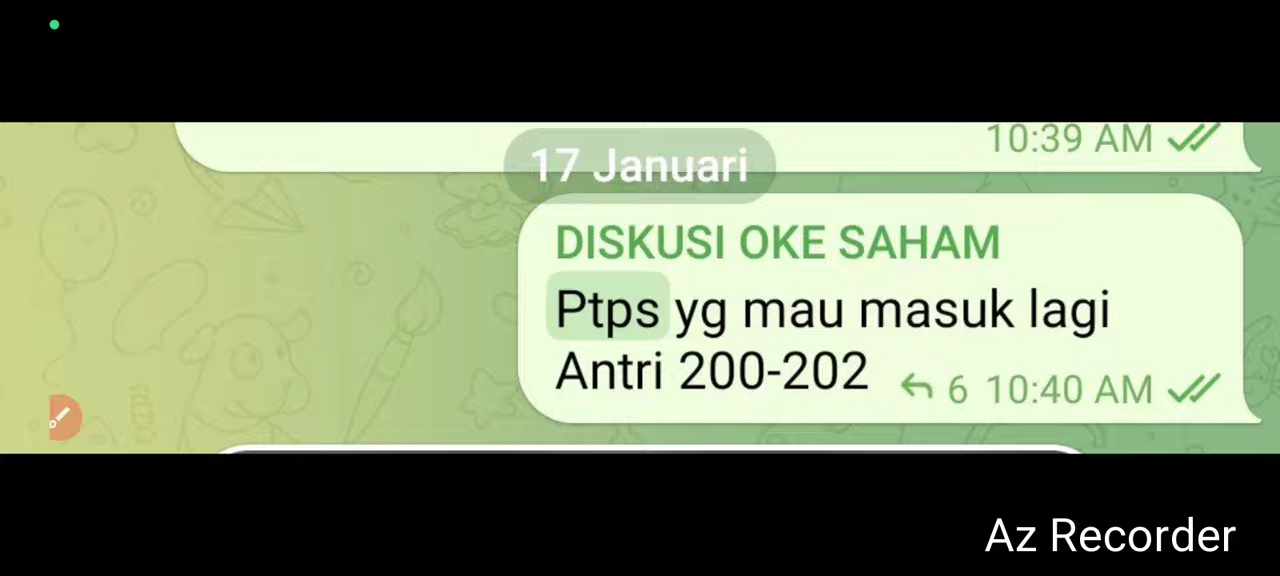 10:39 AM
17 Januari
DISKUSI OKE SAHAM
Ptps yg mau masuk lagi
Antri 200-202 6 10:40 AM
Az Recorder